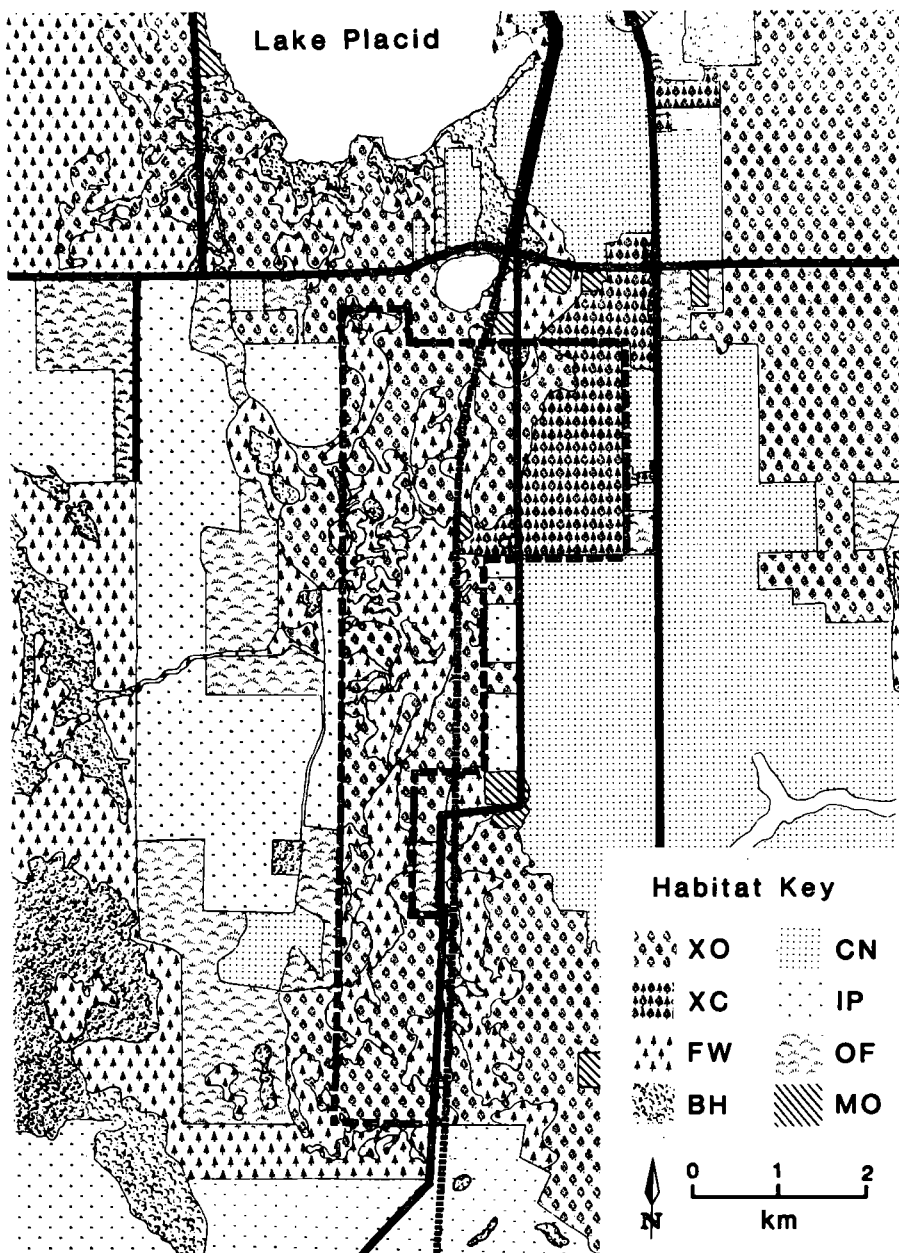 Lake Placid
Habitat Key
XO CN
XC IP
FW OF
BH MO
N
0 1 2
km